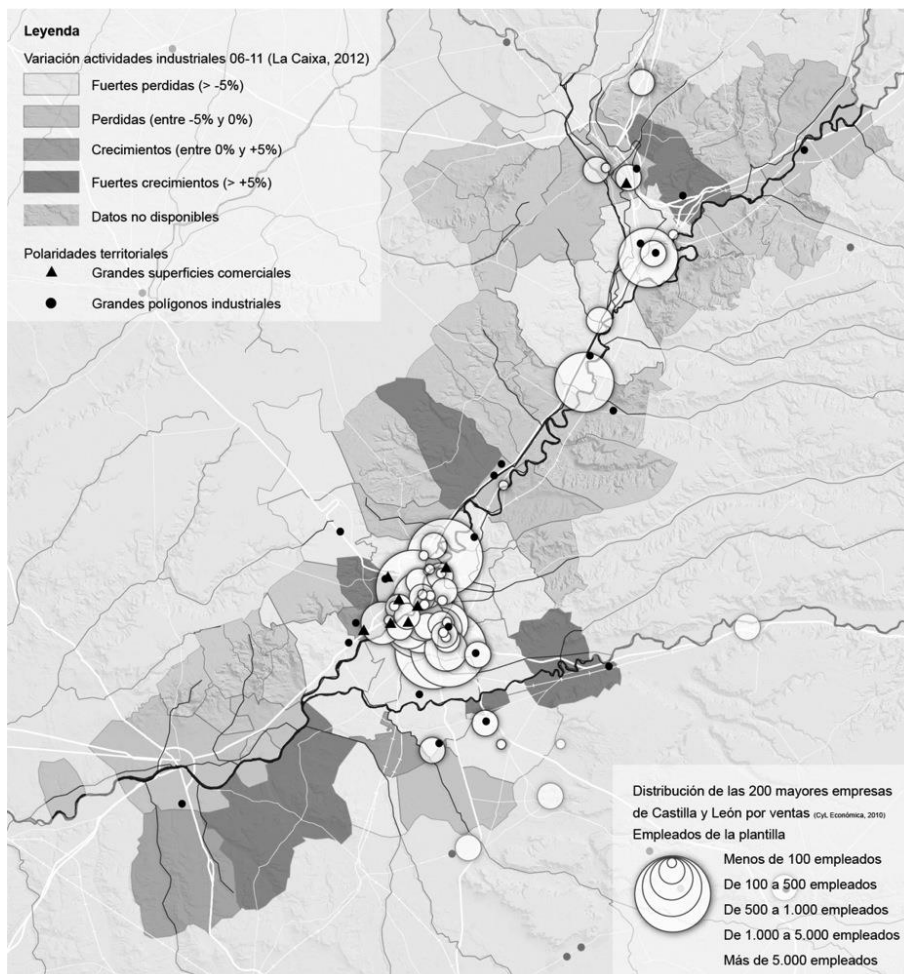 Leyenda
Variación actividades industriales 06-11 (La Caixa, 2012)
Fuertes perdidas (> -5%)
Perdidas (entre -5% y 0%)
Crecimientos (entre 0% y +5%)
Fuertes crecimientos (> +5%)
Datos no disponibles
Polaridades territoriales
Grandes superficies comerciales
Grandes polígonos industriales
Distribución de las 200 mayores empresas
de Castilla y León por ventas (CyL Económica, 2010)
Empleados de la plantilla
Menos de 100 empleados
De 100 a 500 empleados
De 500 a 1.000 empleados
De 1.000 a 5.000 empleados
Más de 5.000 empleados